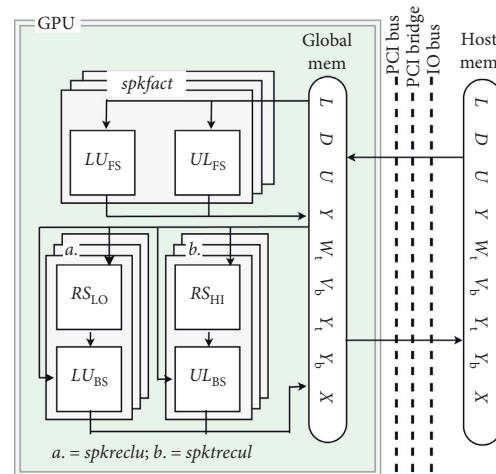 GPU
Global
mem
PCI bus
PCI bridge
IO bus
Host
mem
spkfact
LU_FS
UL_FS
a.
b.
RS_LO
RS_HI
LU_BS
UL_BS
L
D
U
Y
W_t
V_b
Y_t
Y_b
X
L
D
U
Y
W_t
V_b
Y_t
Y_b
X
a. = spkreclu; b. = spktrecul